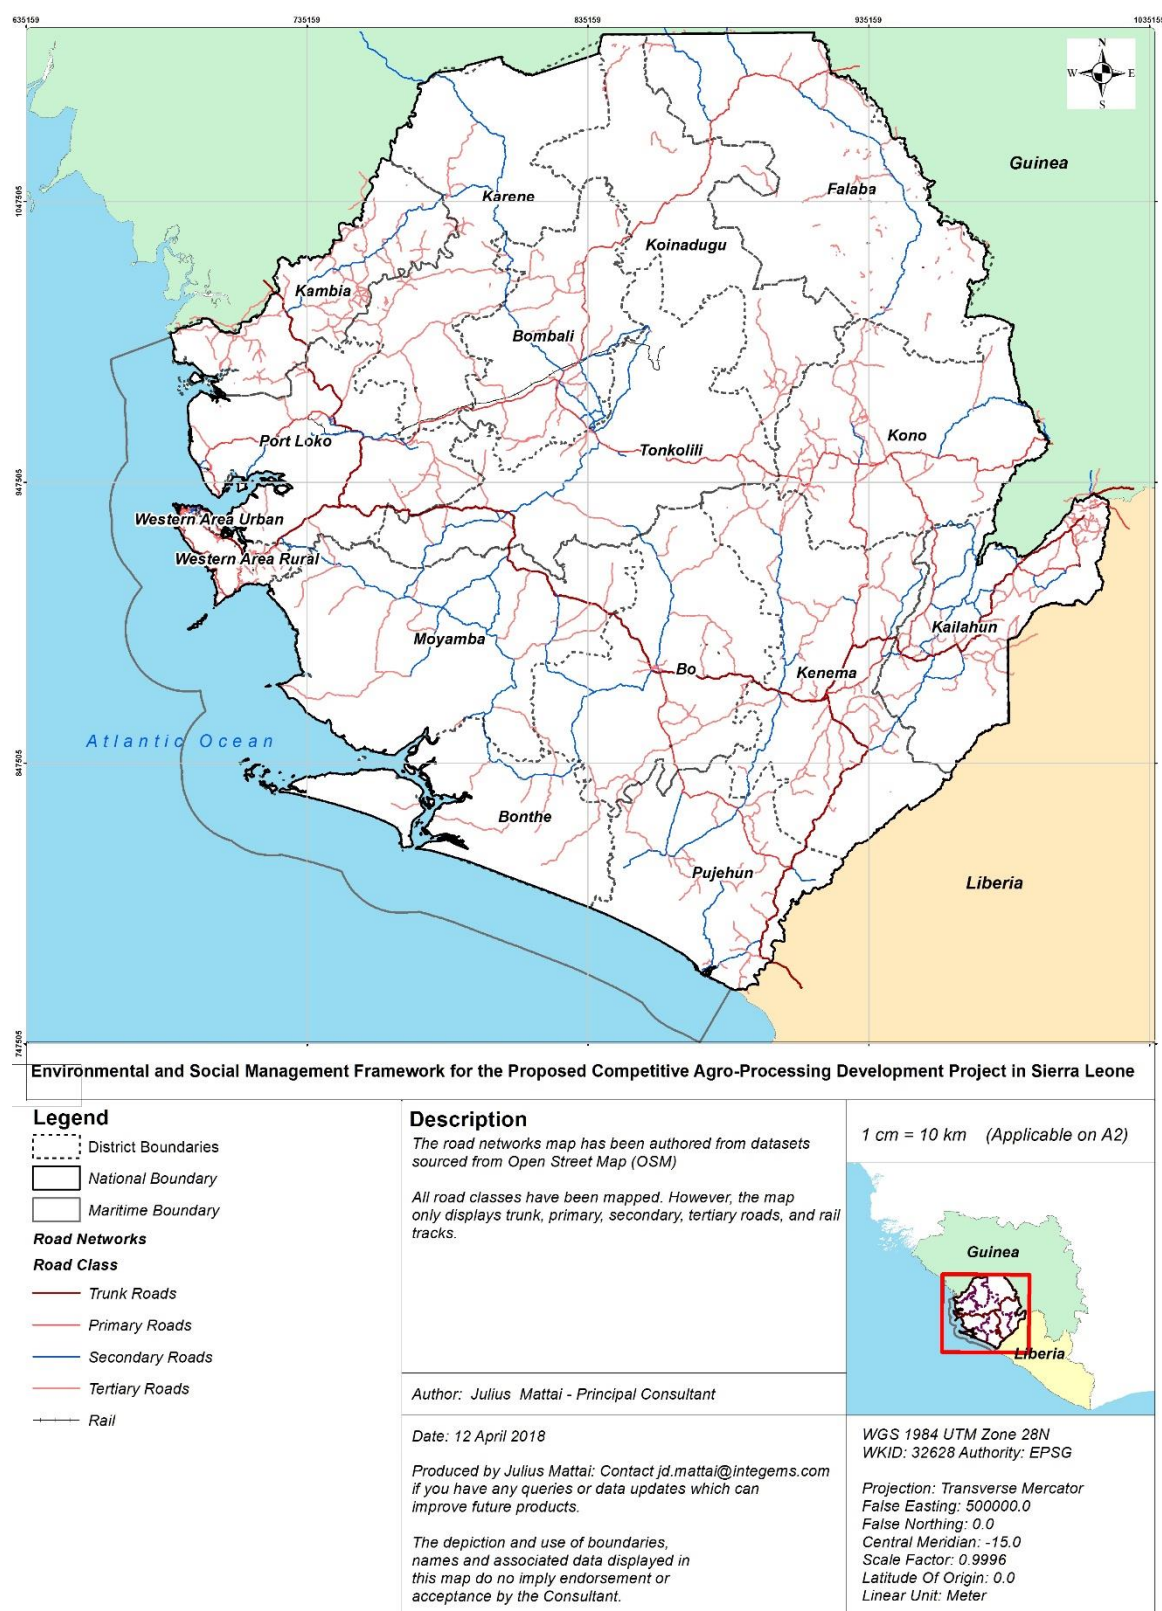 635159
735159
835159
935159
1035159
N
W
E
S
Guinea
Falaba
Karene
Koinadugu
1047505
Kambia
Bombali
Kono
Port Loko
Tonkolili
947505
Western Area Urban
Western Area Rural
Kailahun
Moyamba
Bo
Kenema
Atlantic Ocean
847505
Bonthe
Pujehun
Liberia
747505
Environmental and Social Management Framework for the Proposed Competitive Agro-Processing Development Project in Sierra Leone
Legend
District Boundaries
National Boundary
Maritime Boundary
Road Networks
Road Class
Trunk Roads
Primary Roads
Secondary Roads
Tertiary Roads
Rail
Description
The road networks map has been authored from datasets
sourced from Open Street Map (OSM)
All road classes have been mapped. However, the map
only displays trunk, primary, secondary, tertiary roads, and rail
tracks.
Author: Julius Mattai - Principal Consultant
Date: 12 April 2018
Produced by Julius Mattai: Contact jd.mattai@integems.com
if you have any queries or data updates which can
improve future products.
The depiction and use of boundaries,
names and associated data displayed in
this map do no imply endorsement or
acceptance by the Consultant.
1 cm = 10 km (Applicable on A2)
Guinea
Liberia
WGS 1984 UTM Zone 28N
WKID: 32628 Authority: EPSG
Projection: Transverse Mercator
False Easting: 500000.0
False Northing: 0.0
Central Meridian: -15.0
Scale Factor: 0.9996
Latitude Of Origin: 0.0
Linear Unit: Meter